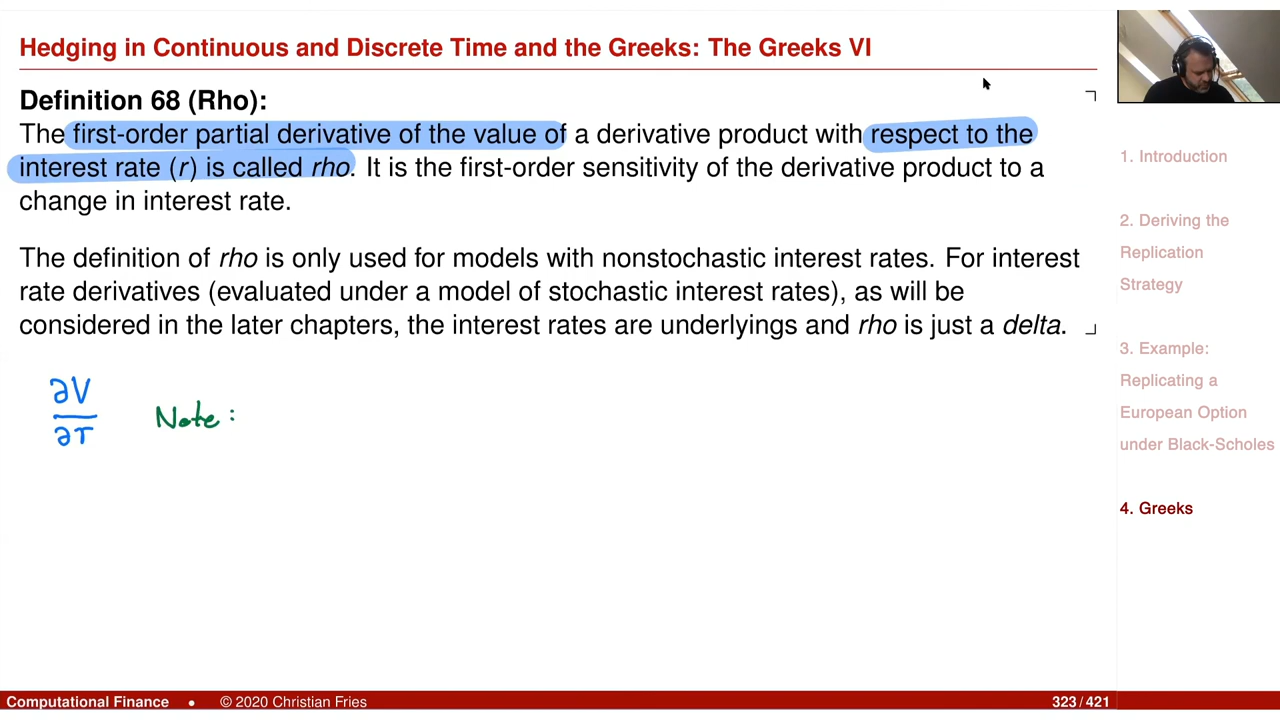 Hedging in Continuous and Discrete Time and the Greeks: The Greeks VI
Definition 68 (Rho):
The first-order partial derivative of the value of a derivative product with respect to the
interest rate (r) is called rho. It is the first-order sensitivity of the derivative product to a
change in interest rate.
The definition of rho is only used for models with nonstochastic interest rates. For interest
rate derivatives (evaluated under a model of stochastic interest rates), as will be
considered in the later chapters, the interest rates are underlyings and rho is just a delta.
∂V
∂r
Note:
1. Introduction
2. Deriving the
Replication
Strategy
3. Example:
Replicating a
European Option
under Black-Scholes
4. Greeks
Computational Finance • © 2020 Christian Fries 323 / 421